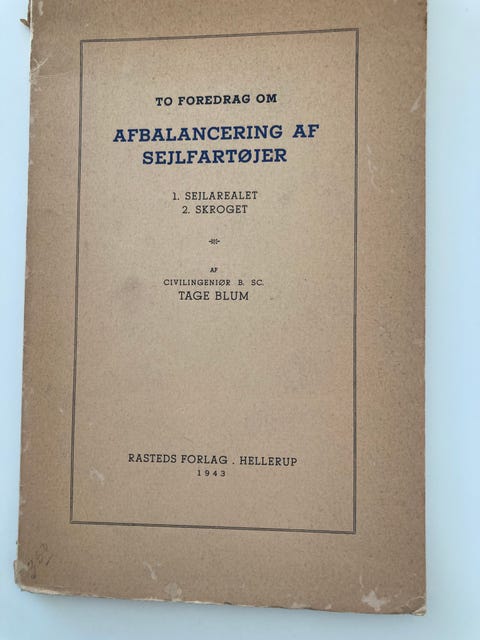 TO FOREDRAG OM
AFBALANCERING AF
SEJLFARTØJER
1. SEJLAREALET
2. SKROGET
AF
CIVILINGENIØR B. SC.
TAGE BLUM
RASTEDS FORLAG . HELLERUP
1943